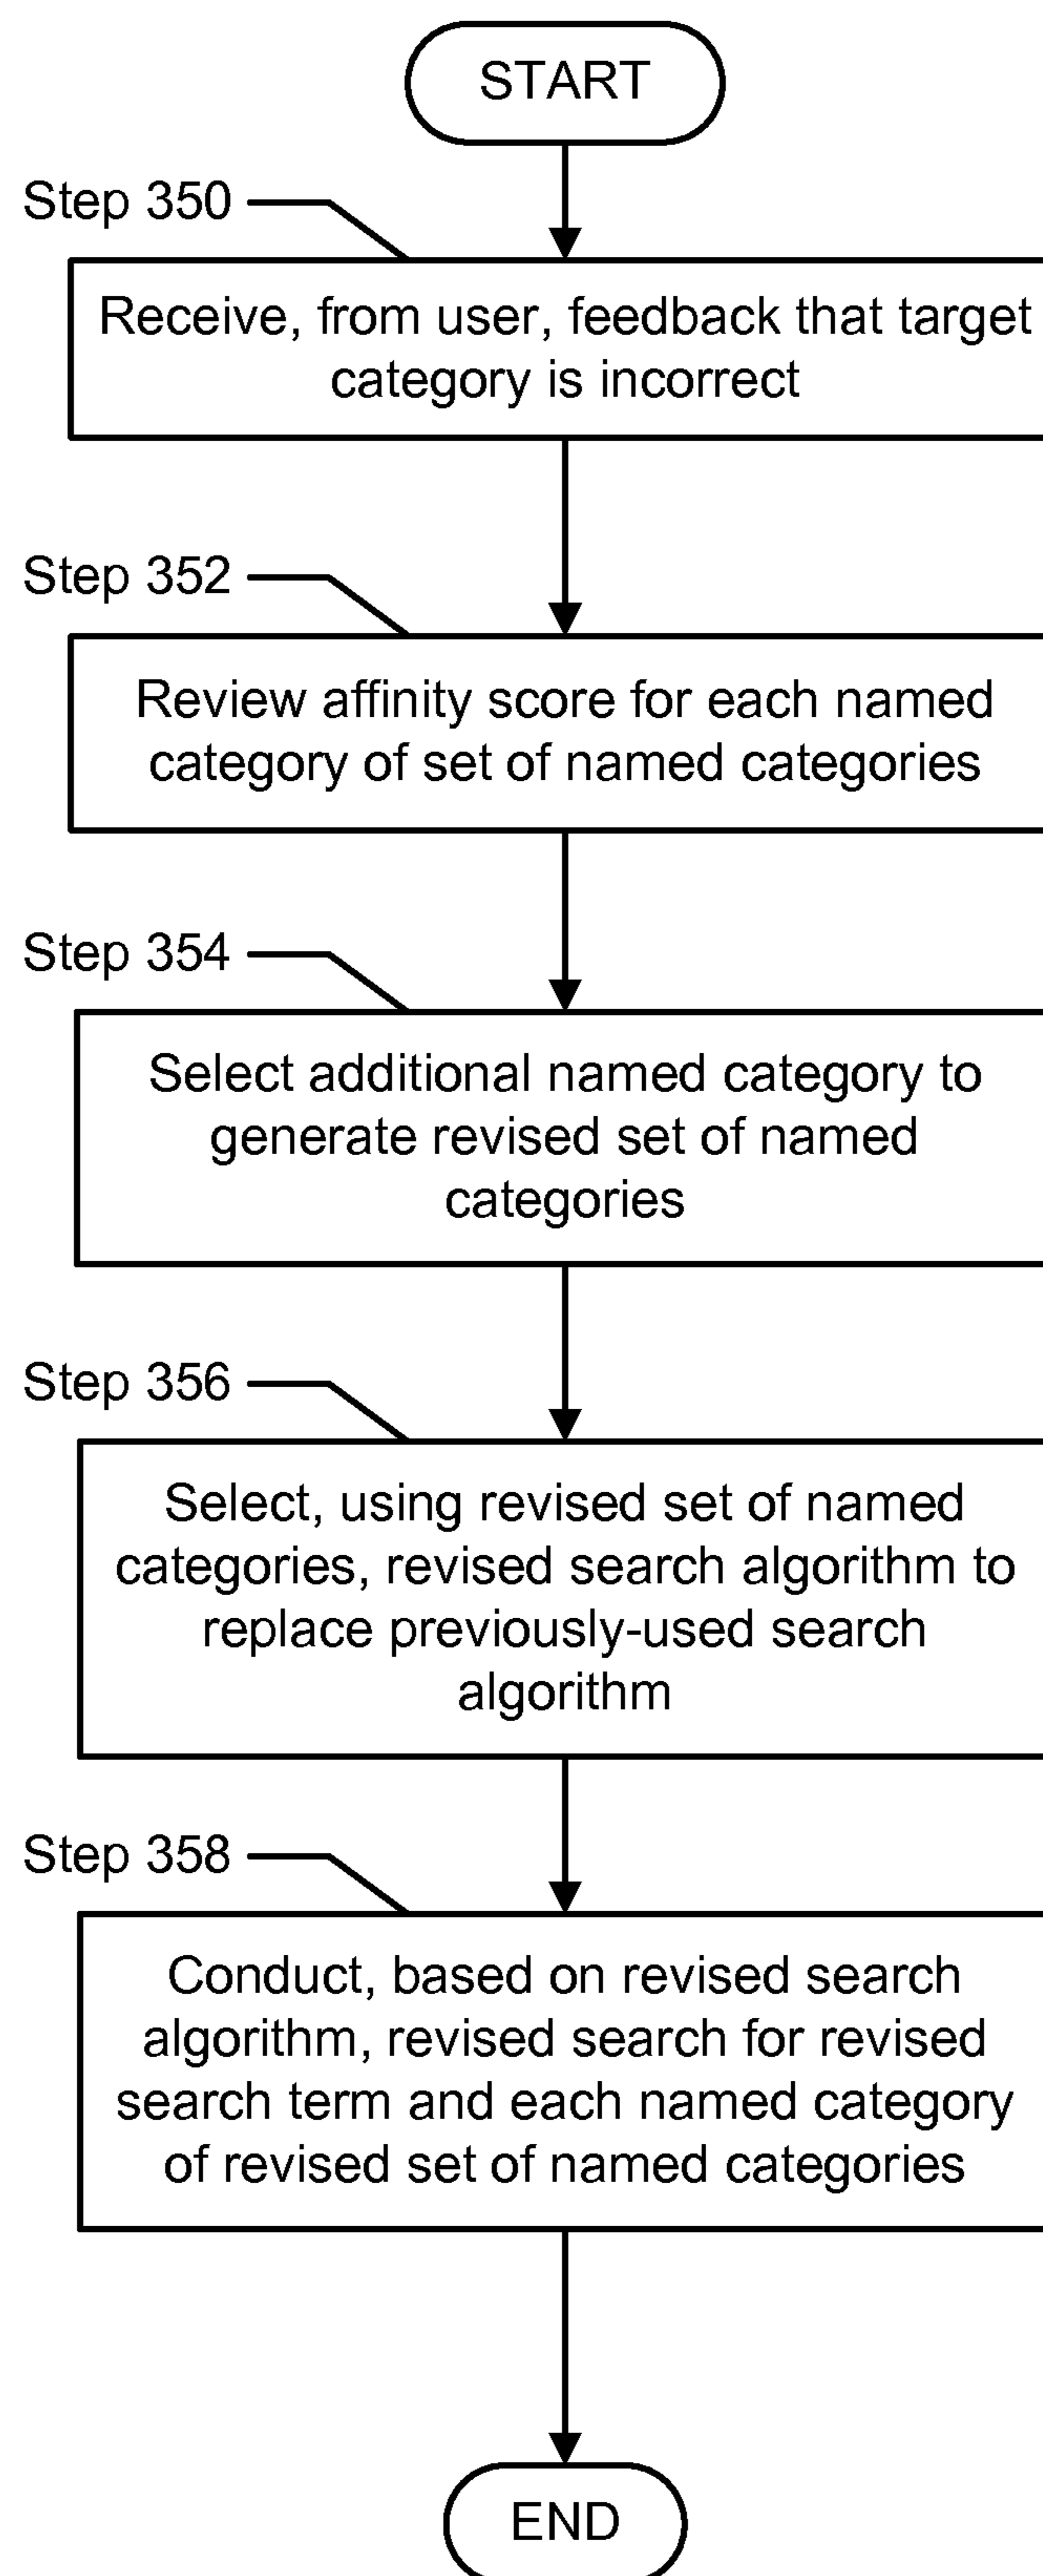 START
Step 350
Receive, from user, feedback that target
category is incorrect
Step 352
Review affinity score for each named
category of set of named categories
Step 354
Select additional named category to
generate revised set of named
categories
Step 356
Select, using revised set of named
categories, revised search algorithm to
replace previously-used search
algorithm
Step 358
Conduct, based on revised search
algorithm, revised search for revised
search term and each named category
of revised set of named categories
END